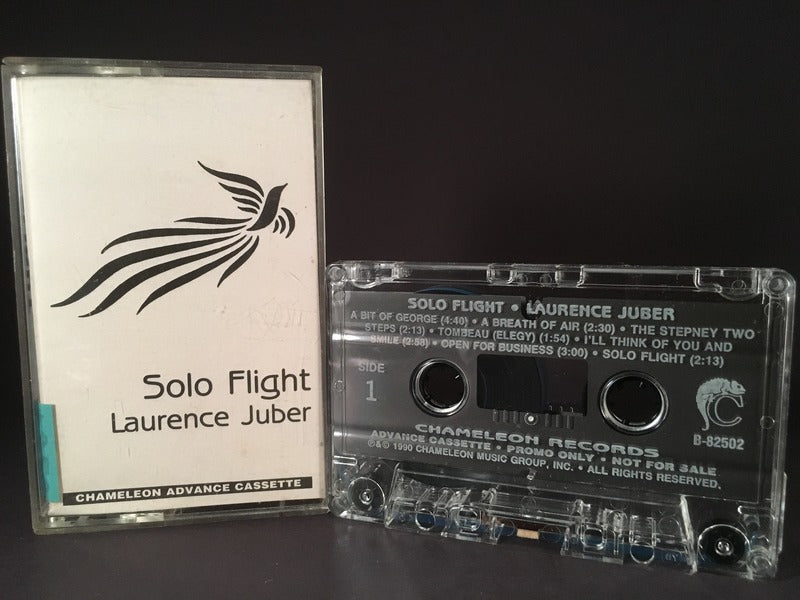 Solo Flight
Laurence Juber
CHAMELEON ADVANCE CASSETTE
SOLO FLIGHT • LAURENCE JUBER
A BIT OF GEORGE (4:40) • A BREATH OF AIR (2:30) • THE STEPNEY TWO
STEPS (2:13) • TOMBEAU (ELEGY) (1:54) • I'LL THINK OF YOU AND
SMILE (2:58) • OPEN FOR BUSINESS (3:00) • SOLO FLIGHT (2:13)
SIDE
1
C
B-82502
CHAMELEON RECORDS
ADVANCE CASSETTE • PROMO ONLY • NOT FOR SALE
℗&© 1990 CHAMELEON MUSIC GROUP, INC. • ALL RIGHTS RESERVED.